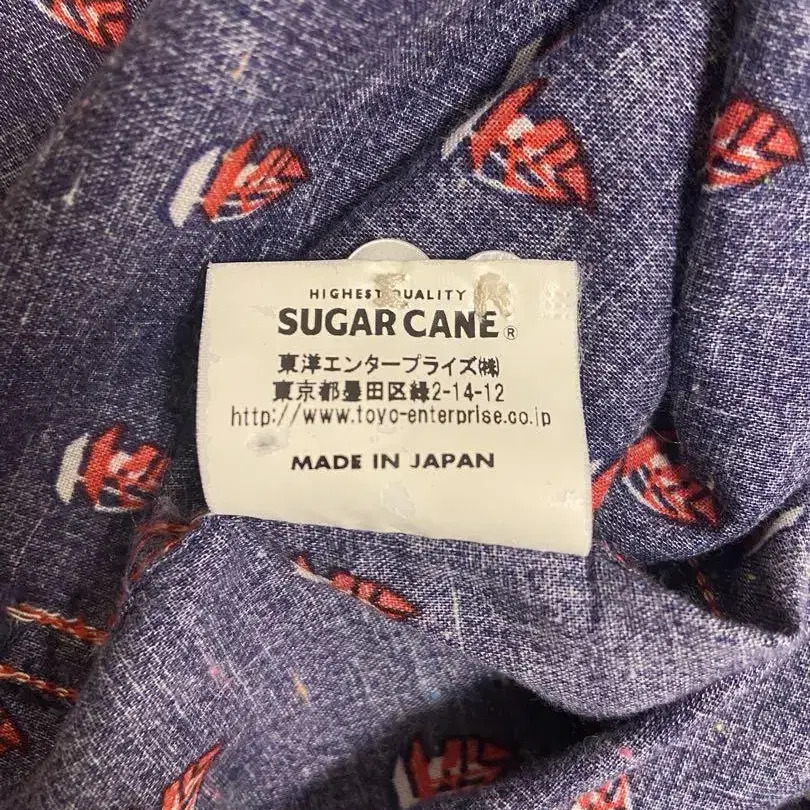 HIGHEST QUALITY
SUGAR CANE®
東洋エンタープライズ㈱
東京都墨田区緑2-14-12
http://www.toyo-enterprise.co.jp
MADE IN JAPAN